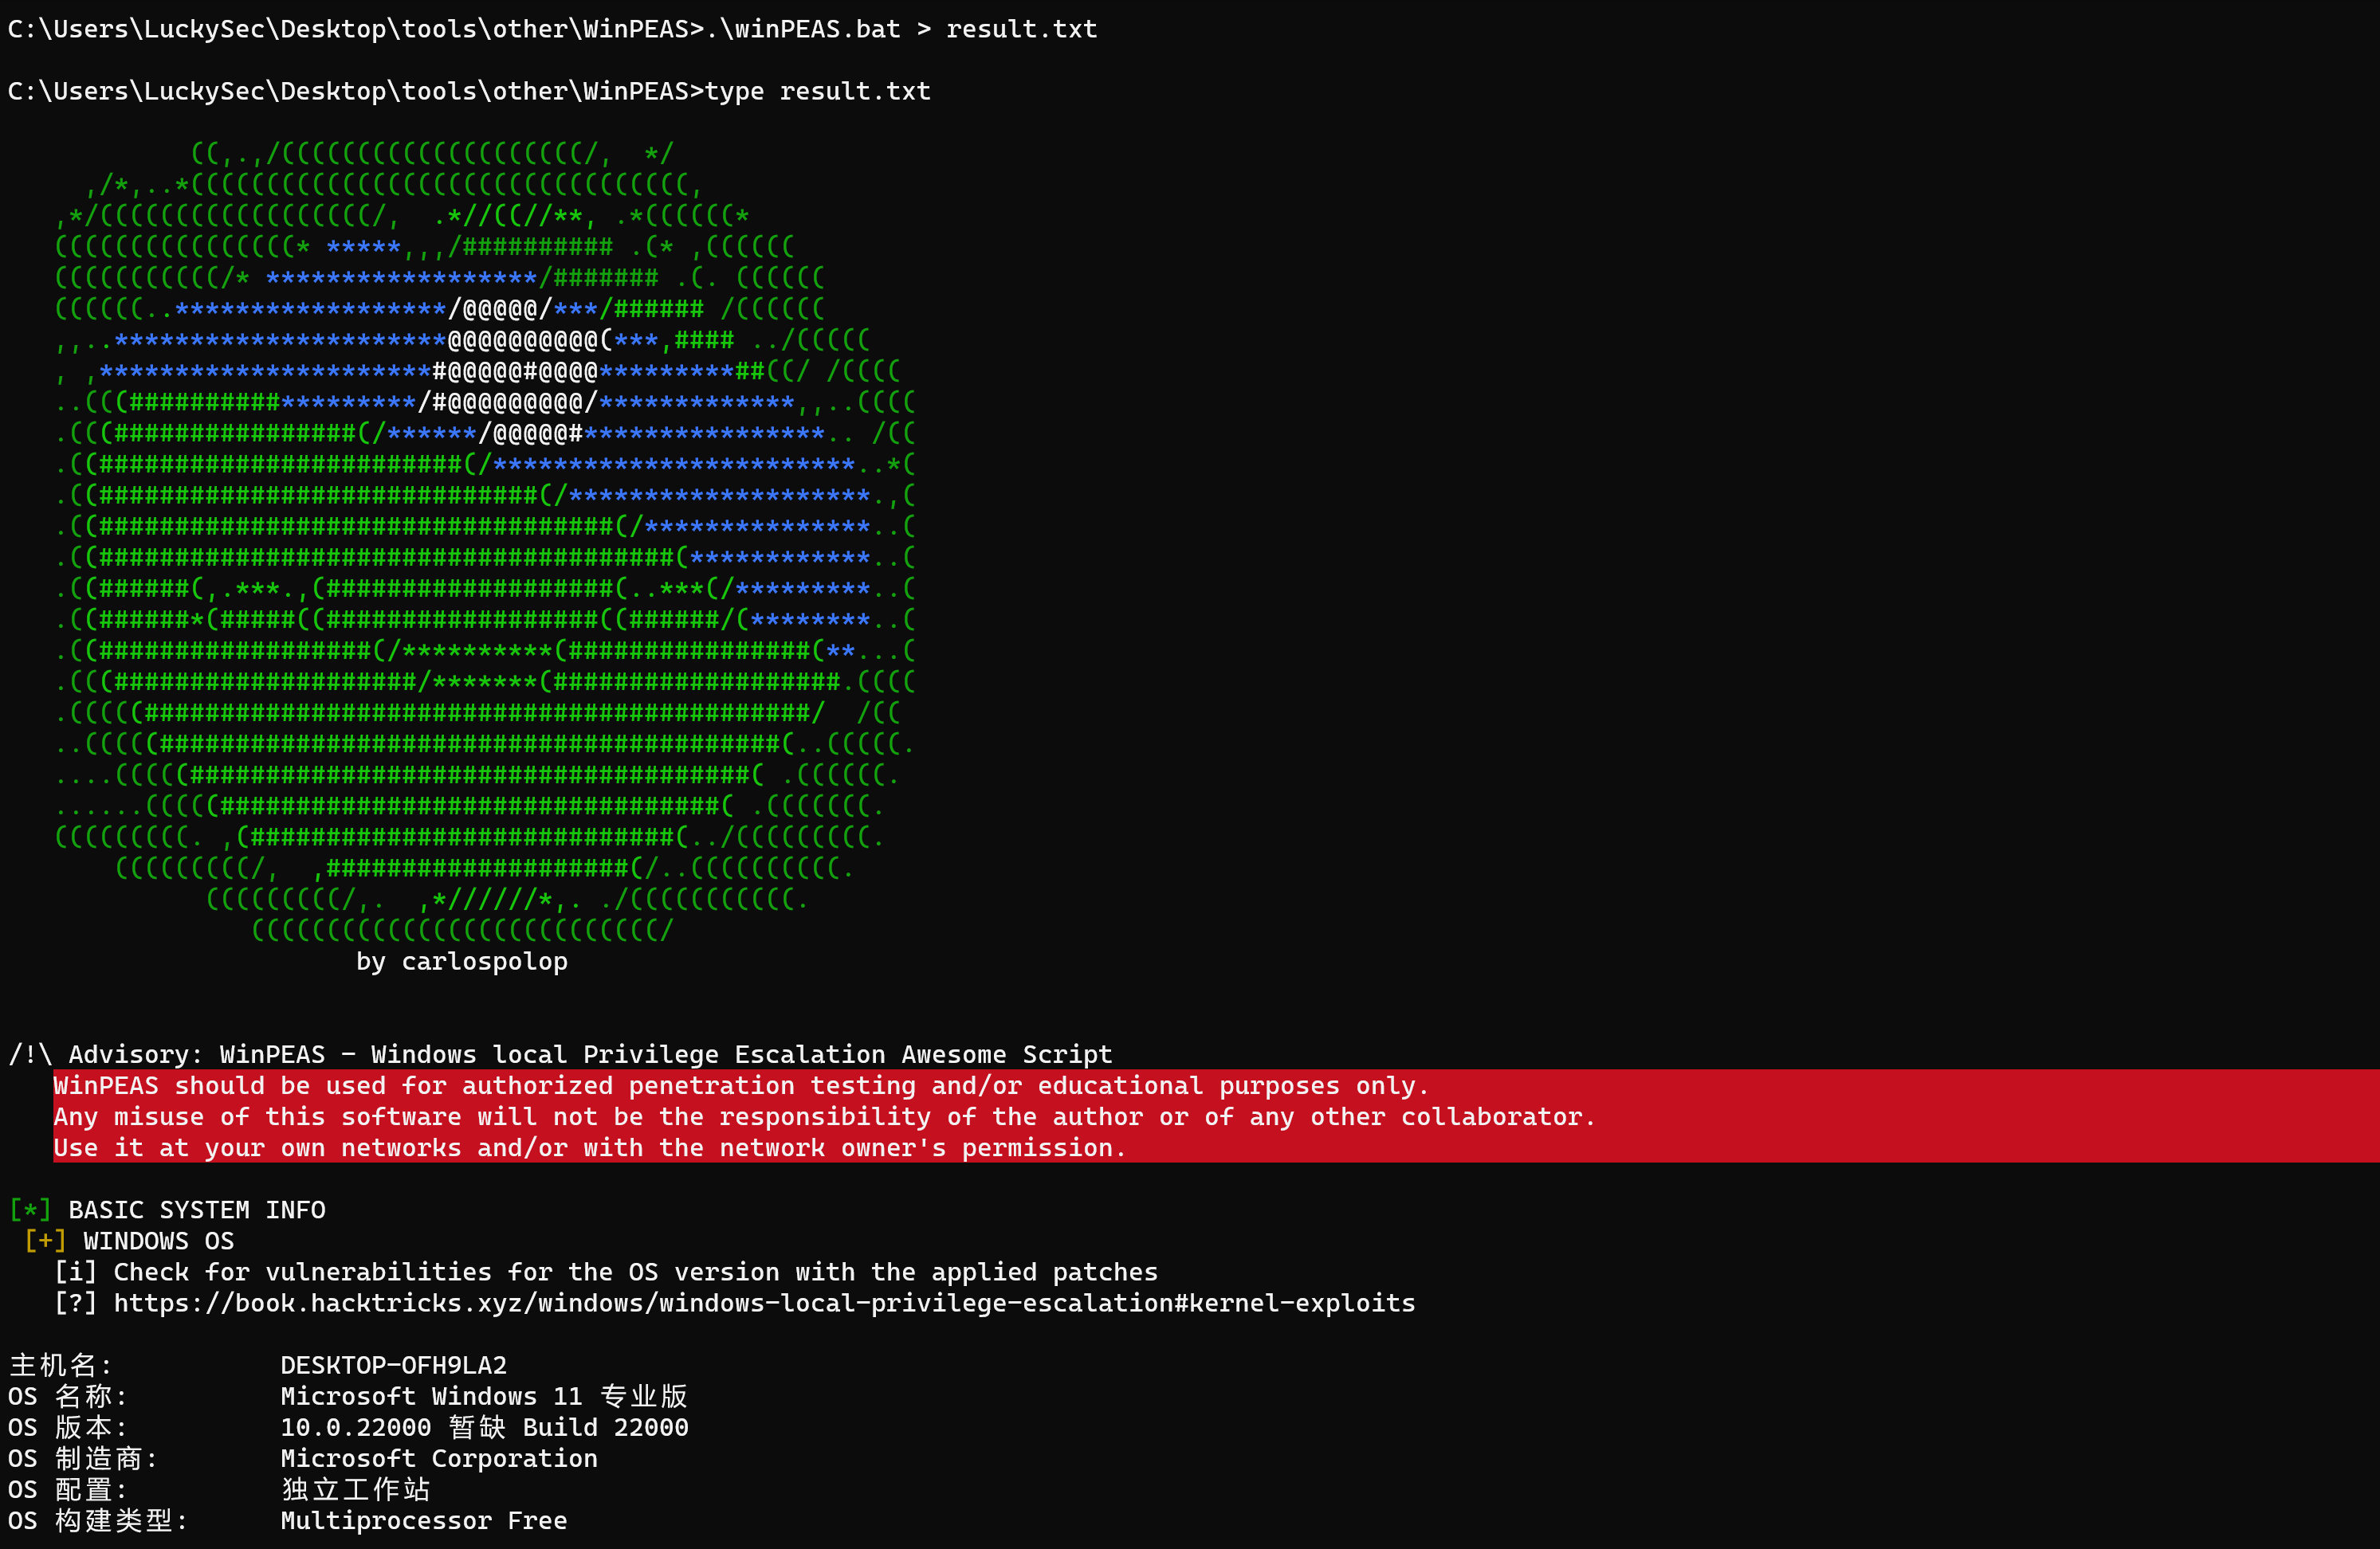 C:\Users\LuckySec\Desktop\tools\other\WinPEAS>.\winPEAS.bat > result.txt
C:\Users\LuckySec\Desktop\tools\other\WinPEAS>type result.txt
by carlospolop
/!\ Advisory: WinPEAS - Windows local Privilege Escalation Awesome Script
WinPEAS should be used for authorized penetration testing and/or educational purposes only.
Any misuse of this software will not be the responsibility of the author or of any other collaborator.
Use it at your own networks and/or with the network owner's permission.
[*] BASIC SYSTEM INFO
[+] WINDOWS OS
[i] Check for vulnerabilities for the OS version with the applied patches
[?] https://book.hacktricks.xyz/windows/windows-local-privilege-escalation#kernel-exploits
主机名: DESKTOP-OFH9LA2
OS 名称: Microsoft Windows 11 专业版
OS 版本: 10.0.22000 暂缺 Build 22000
OS 制造商: Microsoft Corporation
OS 配置: 独立工作站
OS 构建类型: Multiprocessor Free